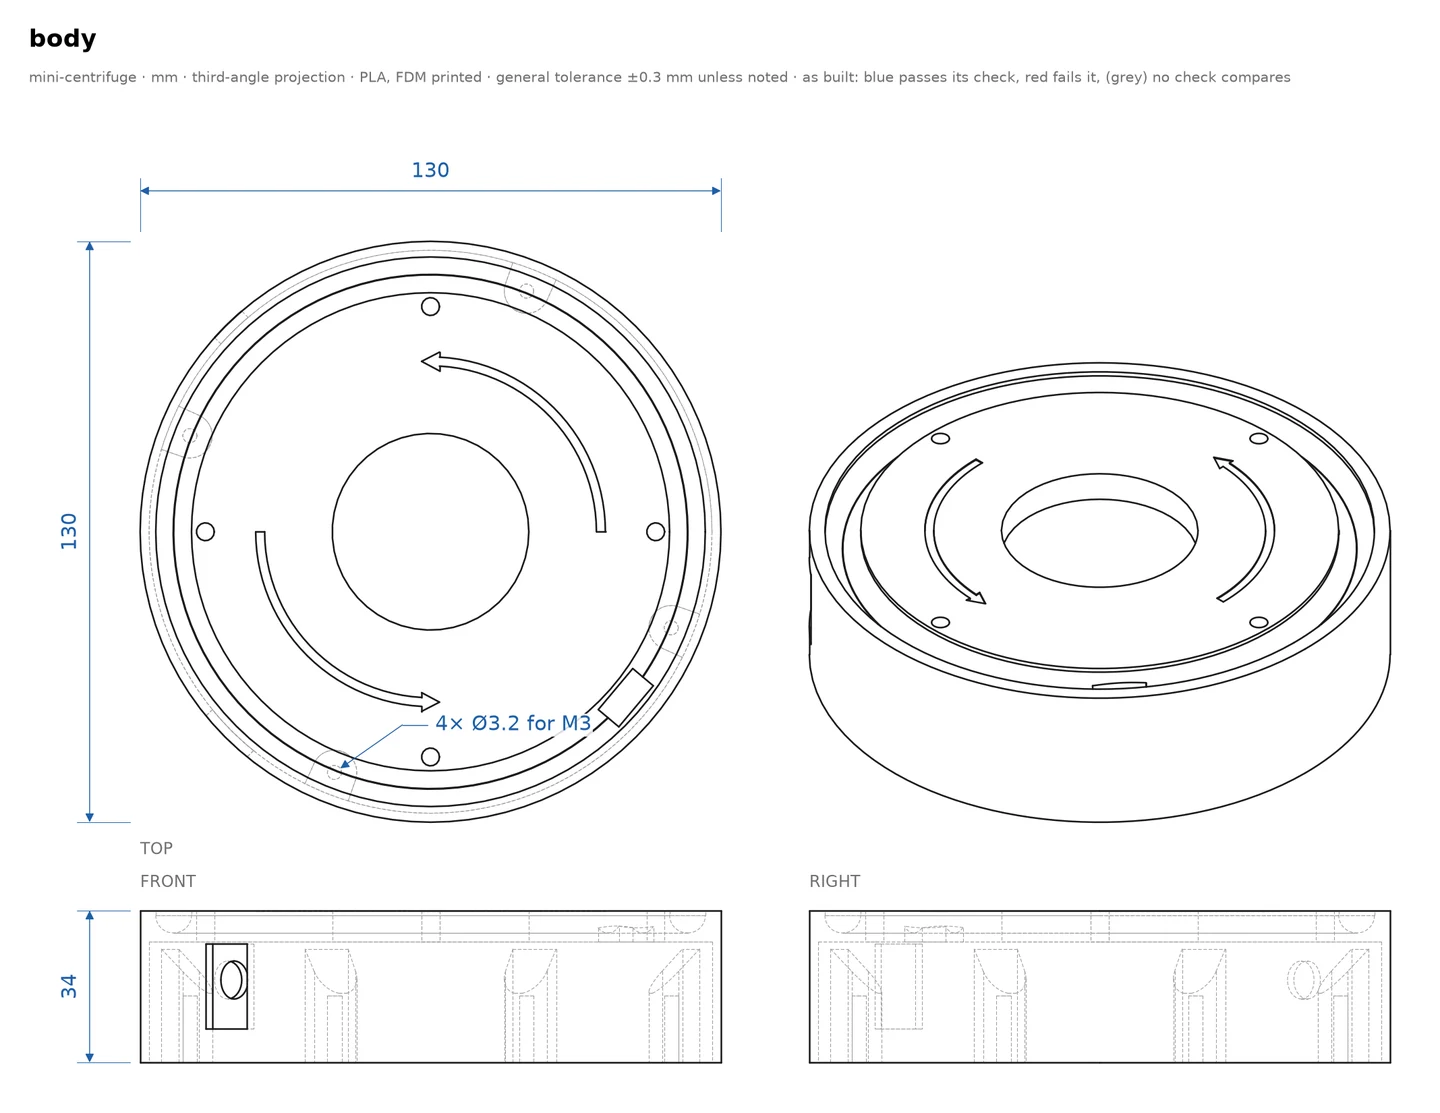 body
mini-centrifuge · mm · third-angle projection · PLA, FDM printed · general tolerance ±0.3 mm unless noted · as built: blue passes its check, red fails it, (grey) no check compares
130
130
4× Ø3.2 for M3
TOP
FRONT
RIGHT
34